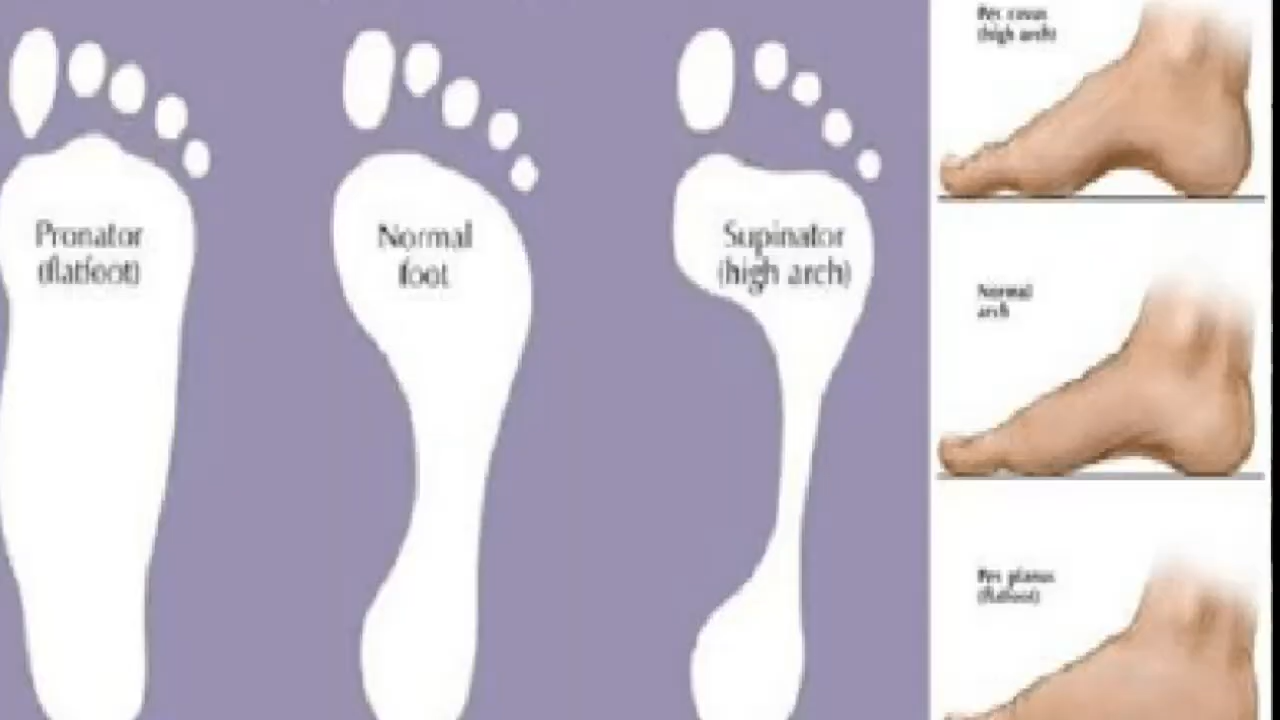 Pronator
(flatfoot)
Normal
foot
Supinator
(high arch)
Pes cavus
(high arch)
Normal
arch
Pes planus
(flatfoot)